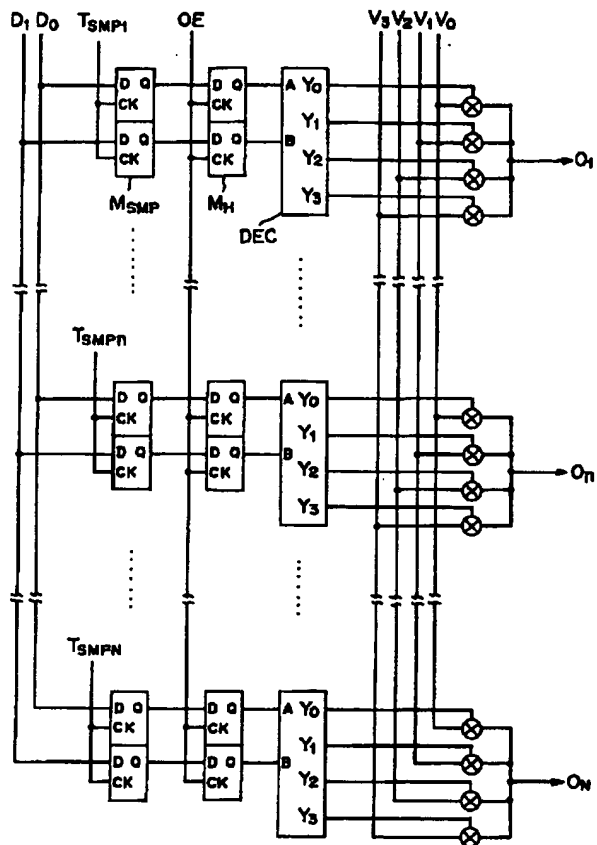 D1 D0 TSMP1 OE V3 V2 V1 V0
D Q D Q A Y0
CK CK
Y1
D Q D Q B
CK CK Y2
O1
MSMP MH Y3
DEC
TSMPn
D Q D Q A Y0
CK CK
Y1
D Q D Q B
CK CK Y2
On
Y3
TSMPN
D Q D Q A Y0
CK CK
Y1
D Q D Q B
CK CK Y2
ON
Y3